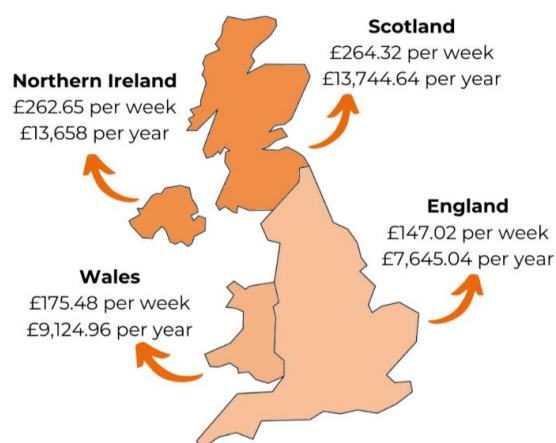 Scotland
£264.32 per week
£13,744.64 per year
Northern Ireland
£262.65 per week
£13,658 per year
England
£147.02 per week
£7,645.04 per year
Wales
£175.48 per week
£9,124.96 per year